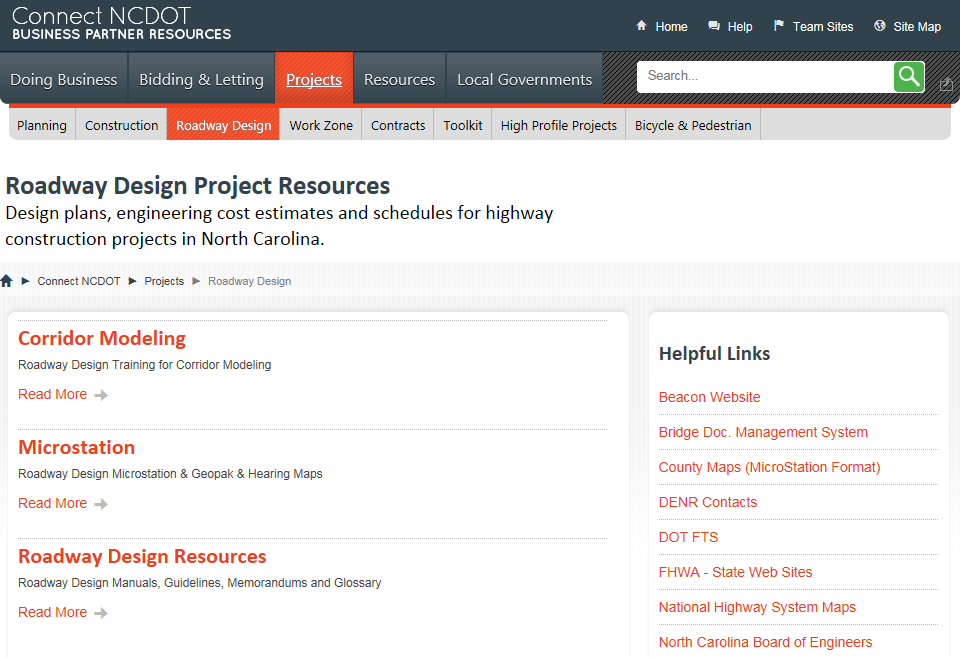 Connect NCDOT
BUSINESS PARTNER RESOURCES
Home Help Team Sites Site Map
Doing Business Bidding & Letting Projects Resources Local Governments Search...
Planning Construction Roadway Design Work Zone Contracts Toolkit High Profile Projects Bicycle & Pedestrian
Roadway Design Project Resources
Design plans, engineering cost estimates and schedules for highway
construction projects in North Carolina.
Connect NCDOT Projects Roadway Design
Corridor Modeling
Roadway Design Training for Corridor Modeling
Read More
Microstation
Roadway Design Microstation & Geopak & Hearing Maps
Read More
Roadway Design Resources
Roadway Design Manuals, Guidelines, Memorandums and Glossary
Read More
Helpful Links
Beacon Website
Bridge Doc. Management System
County Maps (MicroStation Format)
DENR Contacts
DOT FTS
FHWA - State Web Sites
National Highway System Maps
North Carolina Board of Engineers